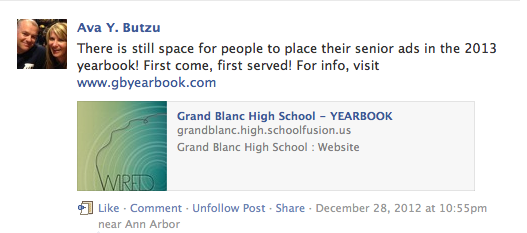 Ava Y. Butzu
There is still space for people to place their senior ads in the 2013
yearbook! First come, first served! For info, visit
www.gbyearbook.com
WIRED
Grand Blanc High School – YEARBOOK
grandblanc.high.schoolfusion.us
Grand Blanc High School : Website
Like · Comment · Unfollow Post · Share · December 28, 2012 at 10:55pm
near Ann Arbor